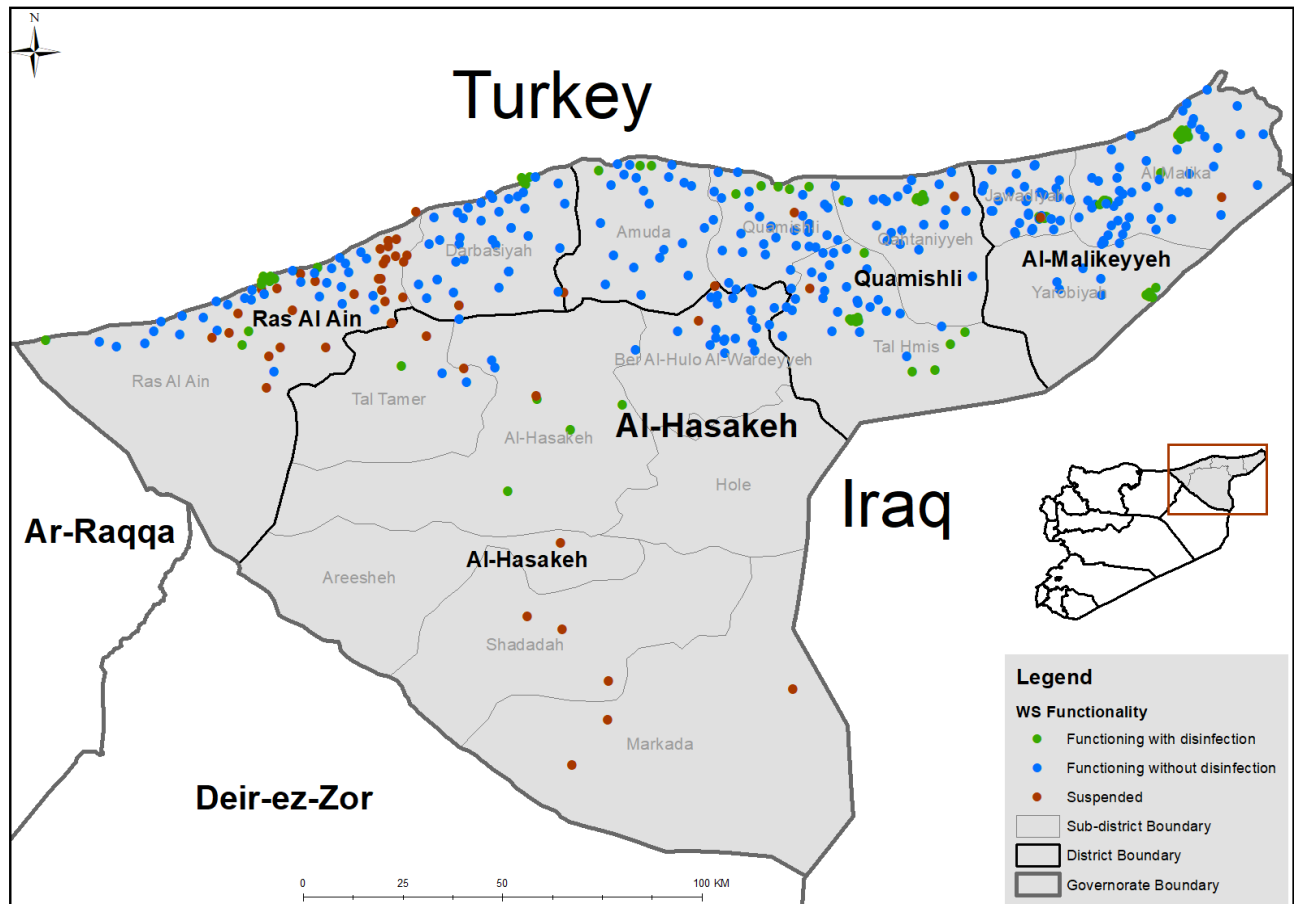 N
Turkey
Al Malika
Jawadiyah
Amuda
Quamishli
Qahtaniyyeh
Darbasiyah
Al-Malikeyyeh
Quamishli
Yarobiyah
Ras Al Ain
Tal Hmis
Ber Al-Hulo Al-Wardeyyeh
Ras Al Ain
Tal Tamer
Al-Hasakeh
Al-Hasakeh
Hole
Iraq
Ar-Raqqa
Al-Hasakeh
Areesheh
Shadadah
Markada
Deir-ez-Zor
Legend
WS Functionality
Functioning with disinfection
Functioning without disinfection
Suspended
Sub-district Boundary
District Boundary
Governorate Boundary
0 25 50 100 KM